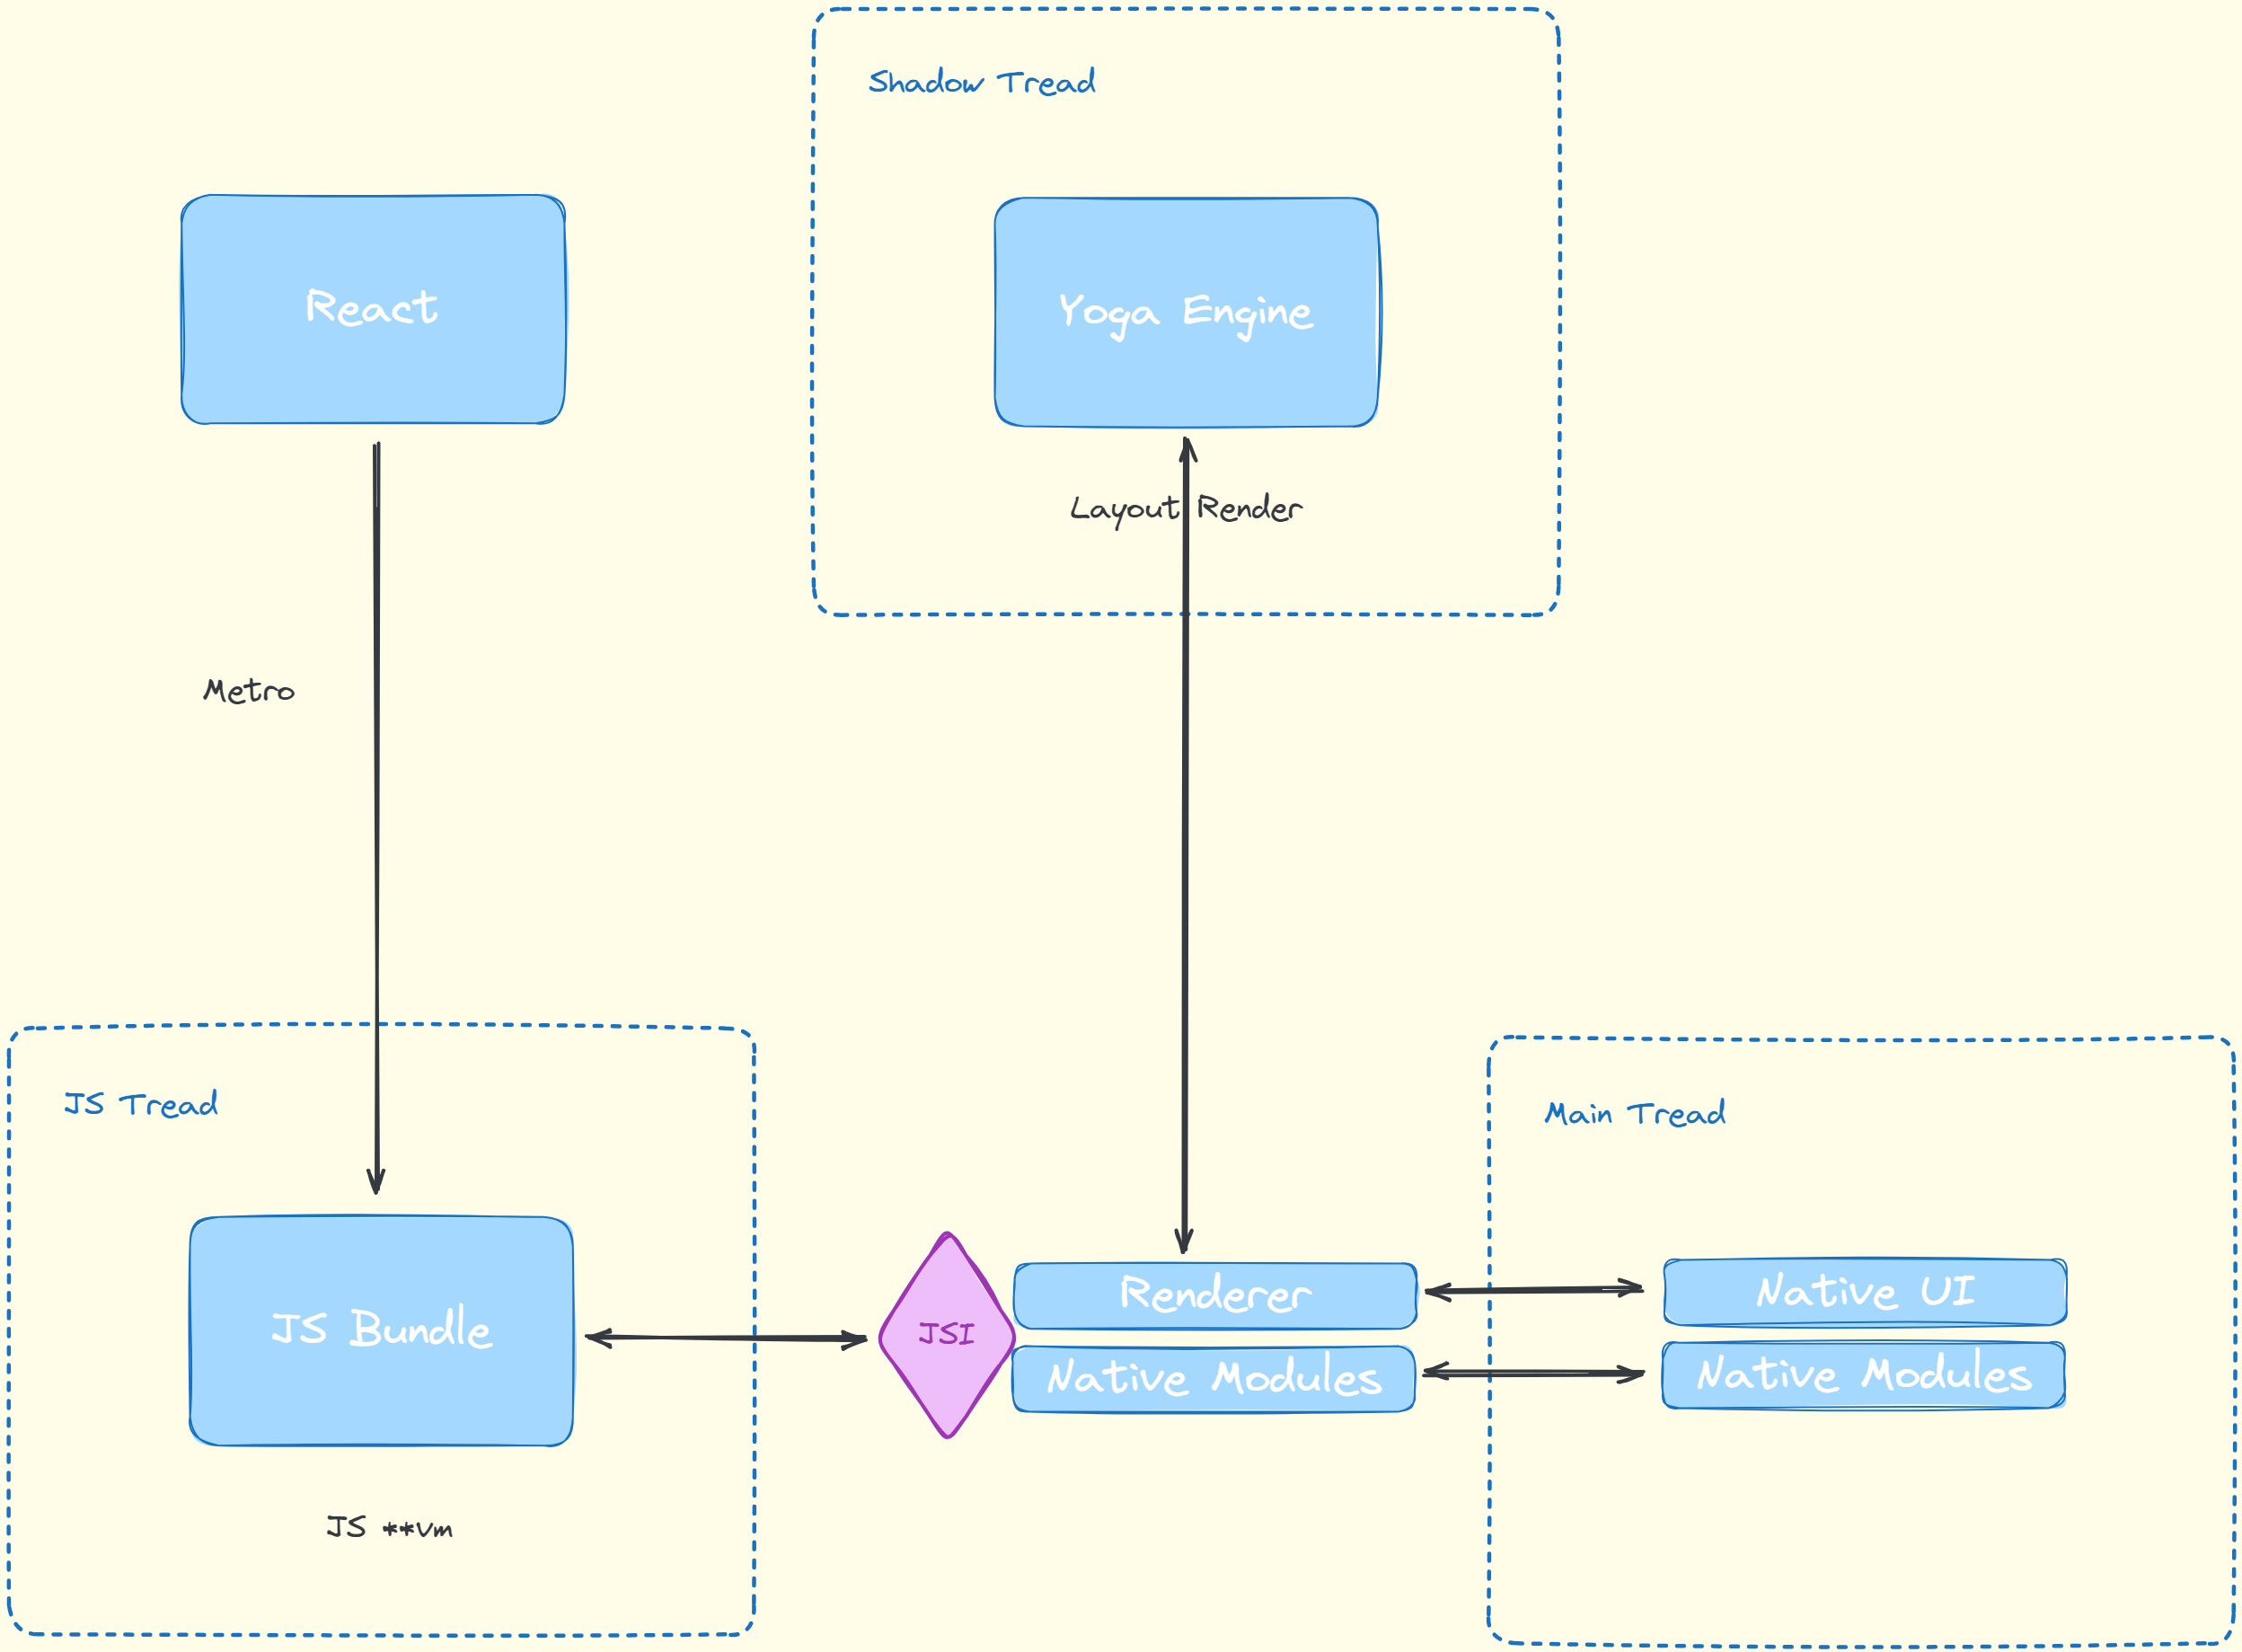 Shadow Tread
React
Yoga Engine
Layout Render
Metro
JS Tread
Main Tread
JS Bundle
JSI
Renderer
Native Modules
Native UI
Native Modules
JS **vm